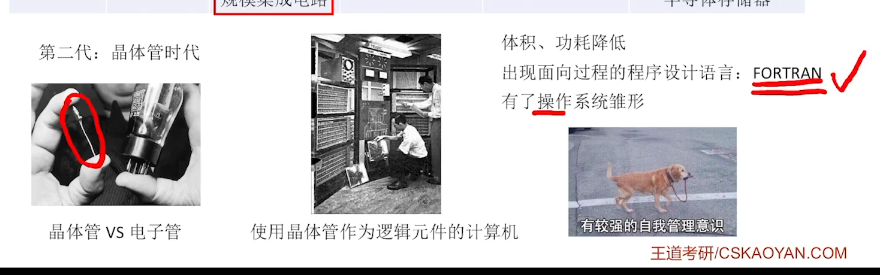 规模集成电路
半导体存储器
第二代：晶体管时代
体积、功耗降低
出现面向过程的程序设计语言：FORTRAN
有了操作系统雏形
有较强的自我管理意识
晶体管 VS 电子管
使用晶体管作为逻辑元件的计算机
王道考研/CSKAOYAN.COM